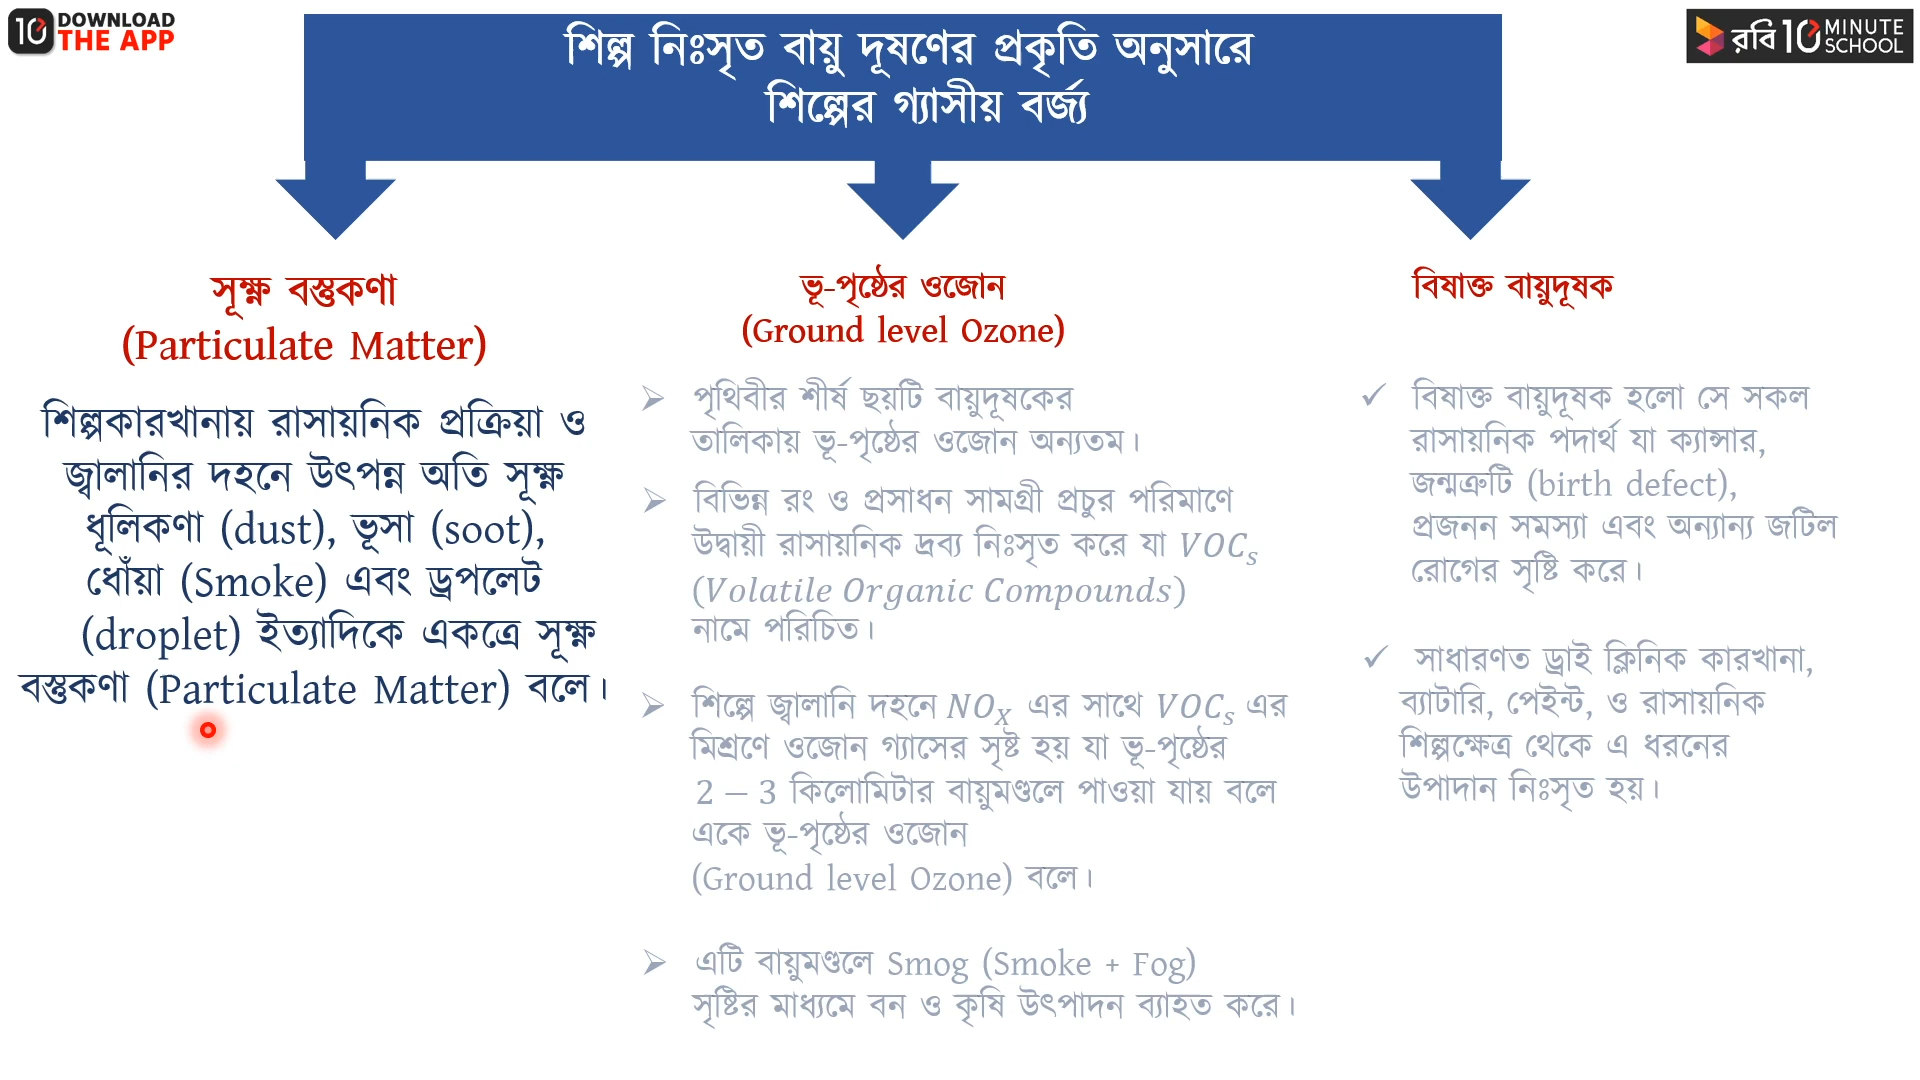 DOWNLOAD
THE APP
রবি 10 MINUTE
SCHOOL
শিল্প নিঃসৃত বায়ু দূষণের প্রকৃতি অনুসারে
শিল্পের গ্যাসীয় বর্জ্য
সূক্ষ্ণ বস্তুকণা
(Particulate Matter)
শিল্পকারখানায় রাসায়নিক প্রক্রিয়া ও
জ্বালানির দহনে উৎপন্ন অতি সূক্ষ্ণ
ধূলিকণা (dust), ভূসা (soot),
ধোঁয়া (Smoke) এবং ড্রপলেট
(droplet) ইত্যাদিকে একত্রে সূক্ষ্ণ
বস্তুকণা (Particulate Matter) বলে।
ভূ-পৃষ্ঠের ওজোন
(Ground level Ozone)
➢ পৃথিবীর শীর্ষ ছয়টি বায়ুদূষকের
তালিকায় ভূ-পৃষ্ঠের ওজোন অন্যতম।
➢ বিভিন্ন রং ও প্রসাধন সামগ্রী প্রচুর পরিমাণে
উদ্বায়ী রাসায়নিক দ্রব্য নিঃসৃত করে যা VOCs
(Volatile Organic Compounds)
নামে পরিচিত।
➢ শিল্পে জ্বালানি দহনে NOX এর সাথে VOCs এর
মিশ্রণে ওজোন গ্যাসের সৃষ্ট হয় যা ভূ-পৃষ্ঠের
2 – 3 কিলোমিটার বায়ুমণ্ডলে পাওয়া যায় বলে
একে ভূ-পৃষ্ঠের ওজোন
(Ground level Ozone) বলে।
➢ এটি বায়ুমণ্ডলে Smog (Smoke + Fog)
সৃষ্টির মাধ্যমে বন ও কৃষি উৎপাদন ব্যাহত করে।
বিষাক্ত বায়ুদূষক
✓ বিষাক্ত বায়ুদূষক হলো সে সকল
রাসায়নিক পদার্থ যা ক্যান্সার,
জন্মত্রুটি (birth defect),
প্রজনন সমস্যা এবং অন্যান্য জটিল
রোগের সৃষ্টি করে।
✓ সাধারণত ড্রাই ক্লিনিক কারখানা,
ব্যাটারি, পেইন্ট, ও রাসায়নিক
শিল্পক্ষেত্র থেকে এ ধরনের
উপাদান নিঃসৃত হয়।